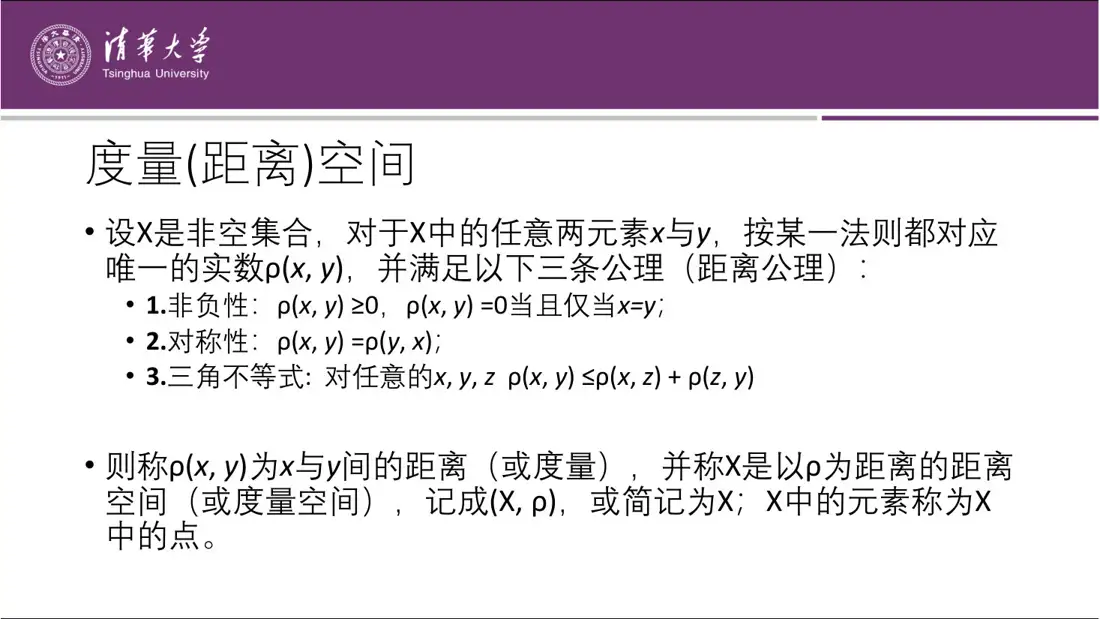 清华大学
Tsinghua University
度量(距离)空间
• 设X是非空集合，对于X中的任意两元素x与y，按某一法则都对应
唯一的实数ρ(x, y)，并满足以下三条公理（距离公理）：
• 1.非负性：ρ(x, y) ≥0，ρ(x, y) =0当且仅当x=y；
• 2.对称性：ρ(x, y) =ρ(y, x)；
• 3.三角不等式：对任意的x, y, z ρ(x, y) ≤ρ(x, z) + ρ(z, y)
• 则称ρ(x, y)为x与y间的距离（或度量），并称X是以ρ为距离的距离
空间（或度量空间），记成(X, ρ)，或简记为X；X中的元素称为X
中的点。